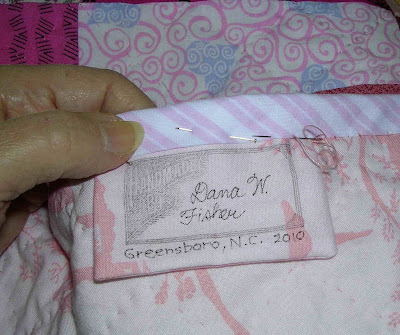 Dana W.
Fisher
Greensboro, N.C. 2010